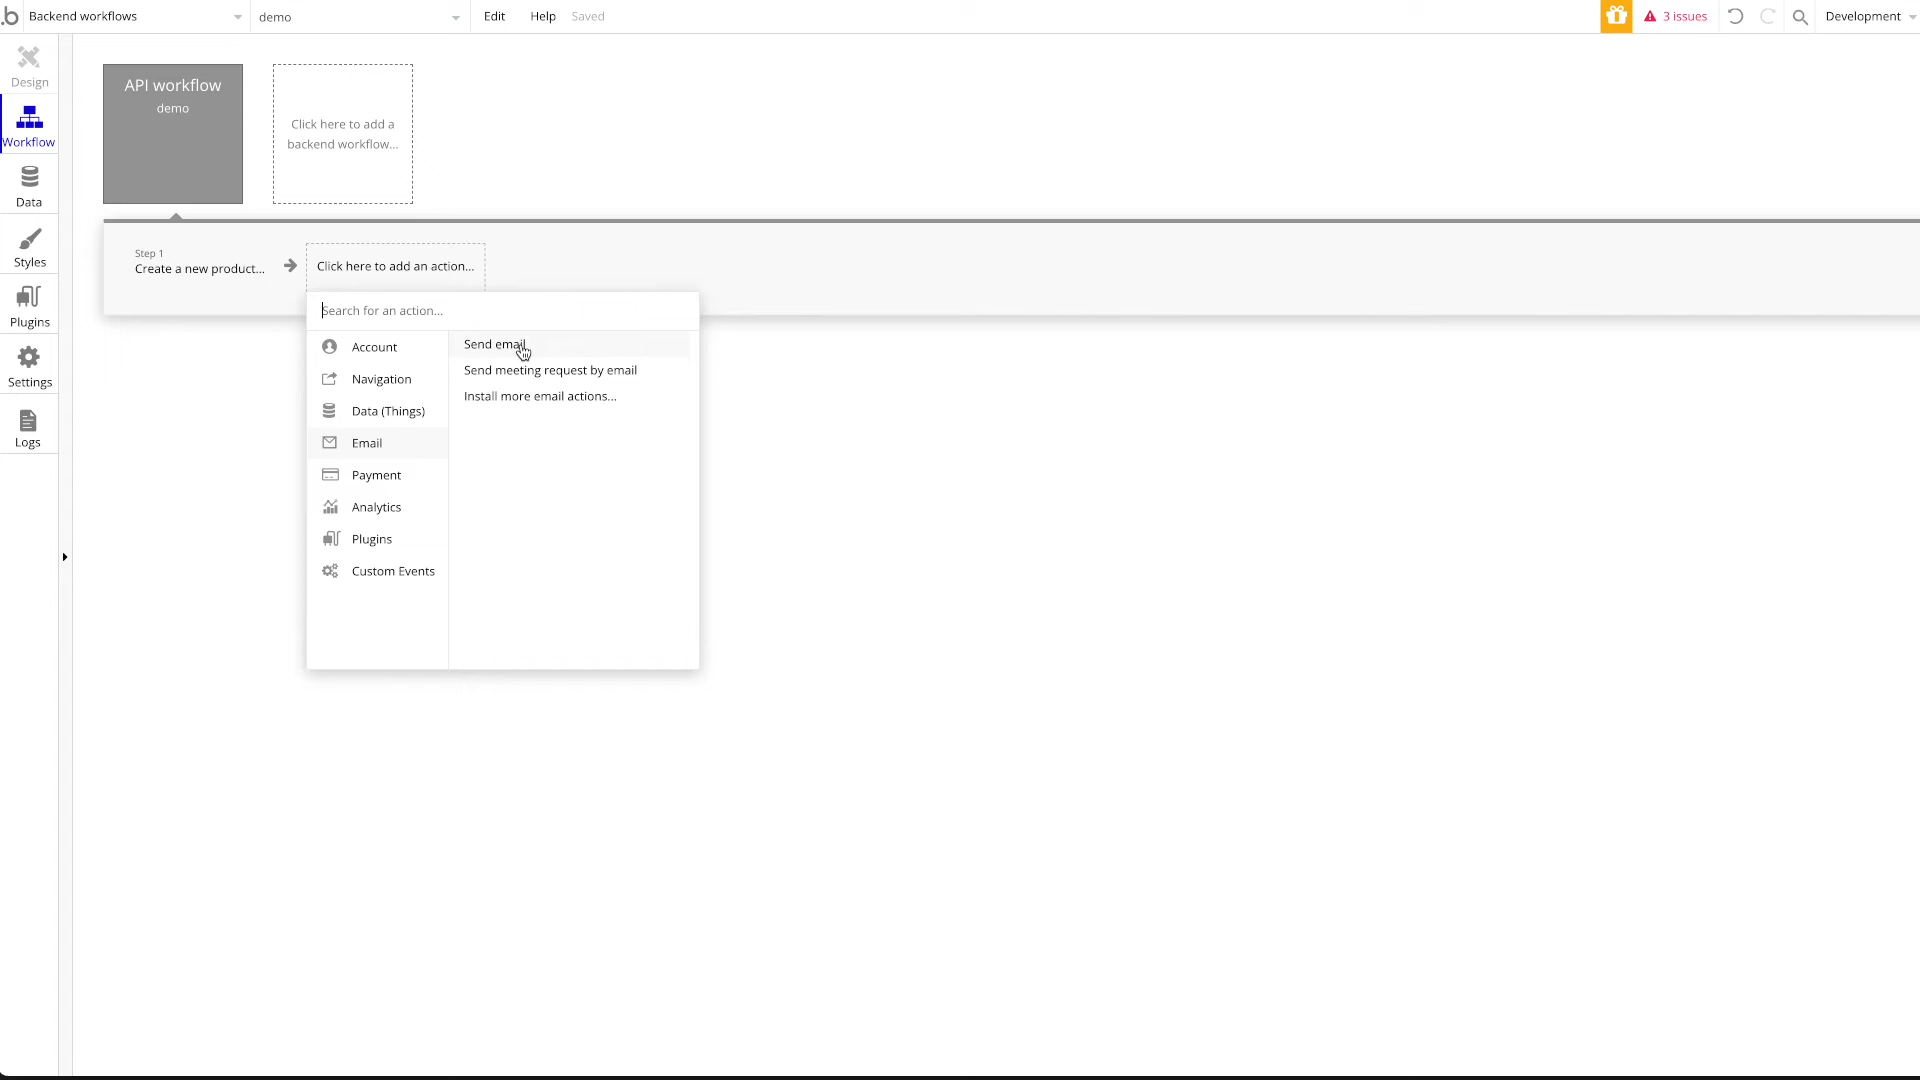 .b Backend workflows demo Edit Help Saved 3 issues Development
Design
Workflow
Data
Styles
Plugins
Settings
Logs
API workflow
demo
Click here to add a
backend workflow...
Step 1
Create a new product...
Click here to add an action...
Search for an action...
Account
Navigation
Data (Things)
Email
Payment
Analytics
Plugins
Custom Events
Send email
Send meeting request by email
Install more email actions...